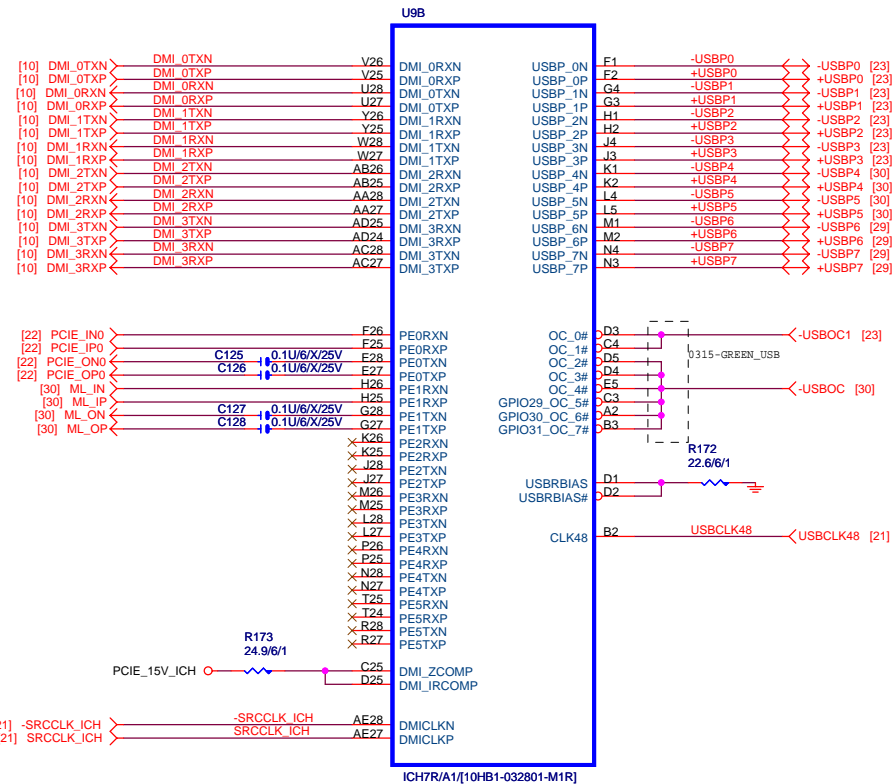 U9B
[10] DMI_0TXN DMI_0TXN V26 DMI_0RXN USBP_0N F1 -USBP0 -USBP0 [23]
[10] DMI_0TXP DMI_0TXP V25 DMI_0RXP USBP_0P F2 +USBP0 +USBP0 [23]
[10] DMI_0RXN DMI_0RXN U28 DMI_0TXN USBP_1N G4 -USBP1 -USBP1 [23]
[10] DMI_0RXP DMI_0RXP U27 DMI_0TXP USBP_1P G3 +USBP1 +USBP1 [23]
[10] DMI_1TXN DMI_1TXN Y26 DMI_1RXN USBP_2N H1 -USBP2 -USBP2 [23]
[10] DMI_1TXP DMI_1TXP Y25 DMI_1RXP USBP_2P H2 +USBP2 +USBP2 [23]
[10] DMI_1RXN DMI_1RXN W28 DMI_1TXN USBP_3N J4 -USBP3 -USBP3 [23]
[10] DMI_1RXP DMI_1RXP W27 DMI_1TXP USBP_3P J3 +USBP3 +USBP3 [23]
[10] DMI_2TXN DMI_2TXN AB26 DMI_2RXN USBP_4N K1 -USBP4 -USBP4 [30]
[10] DMI_2TXP DMI_2TXP AB25 DMI_2RXP USBP_4P K2 +USBP4 +USBP4 [30]
[10] DMI_2RXN DMI_2RXN AA28 DMI_2TXN USBP_5N L4 -USBP5 -USBP5 [30]
[10] DMI_2RXP DMI_2RXP AA27 DMI_2TXP USBP_5P L5 +USBP5 +USBP5 [30]
[10] DMI_3TXN DMI_3TXN AD25 DMI_3RXN USBP_6N M1 -USBP6 -USBP6 [29]
[10] DMI_3TXP DMI_3TXP AD24 DMI_3RXP USBP_6P M2 +USBP6 +USBP6 [29]
[10] DMI_3RXN DMI_3RXN AC28 DMI_3TXN USBP_7N N4 -USBP7 -USBP7 [29]
[10] DMI_3RXP DMI_3RXP AC27 DMI_3TXP USBP_7P N3 +USBP7 +USBP7 [29]
[22] PCIE_IN0 F26 PE0RXN OC_0# D3 -USBOC1 [23]
[22] PCIE_IP0 F25 PE0RXP OC_1# C4
0315-GREEN_USB
[22] PCIE_ON0 C125 0.1U/6/X/25V E28 PE0TXN OC_2# D5
[22] PCIE_OP0 C126 0.1U/6/X/25V E27 PE0TXP OC_3# D4
[30] ML_IN H26 PE1RXN OC_4# E5 -USBOC [30]
[30] ML_IP H25 PE1RXP GPIO29_OC_5# C3
[30] ML_ON C127 0.1U/6/X/25V G28 PE1TXN GPIO30_OC_6# A2
[30] ML_OP C128 0.1U/6/X/25V G27 PE1TXP GPIO31_OC_7# B3
K26 PE2RXN
K25 PE2RXP
R172
22.6/6/1
J28 PE2TXN
J27 PE2TXP USBRBIAS D1
M26 PE3RXN USBRBIAS# D2
M25 PE3RXP
L28 PE3TXN
L27 PE3TXP CLK48 B2 USBCLK48 USBCLK48 [21]
P26 PE4RXN
P25 PE4RXP
N28 PE4TXN
N27 PE4TXP
T25 PE5RXN
T24 PE5RXP
R28 PE5TXN
R27 PE5TXP
R173
24.9/6/1
PCIE_15V_ICH C25 DMI_ZCOMP
D25 DMI_IRCOMP
21] -SRCCLK_ICH -SRCCLK_ICH AE28 DMICLKN
21] SRCCLK_ICH SRCCLK_ICH AE27 DMICLKP
ICH7R/A1/[10HB1-032801-M1R]